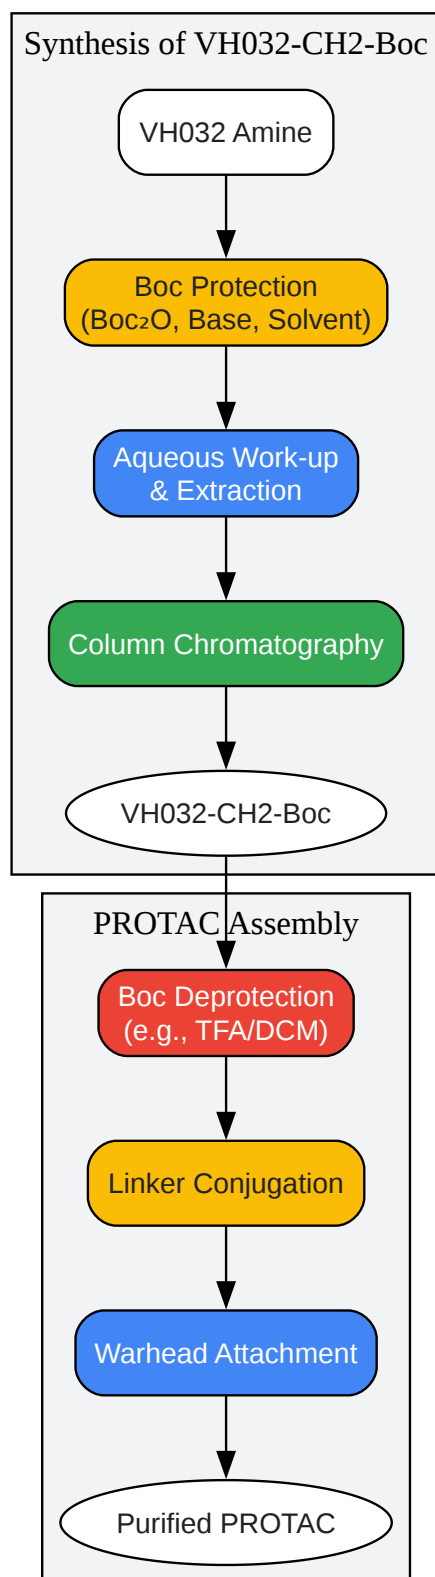 Synthesis of VH032-CH2-Boc
VH032 Amine
Boc Protection
(Boc₂O, Base, Solvent)
Aqueous Work-up
& Extraction
Column Chromatography
VH032-CH2-Boc
PROTAC Assembly
Boc Deprotection
(e.g., TFA/DCM)
Linker Conjugation
Warhead Attachment
Purified PROTAC